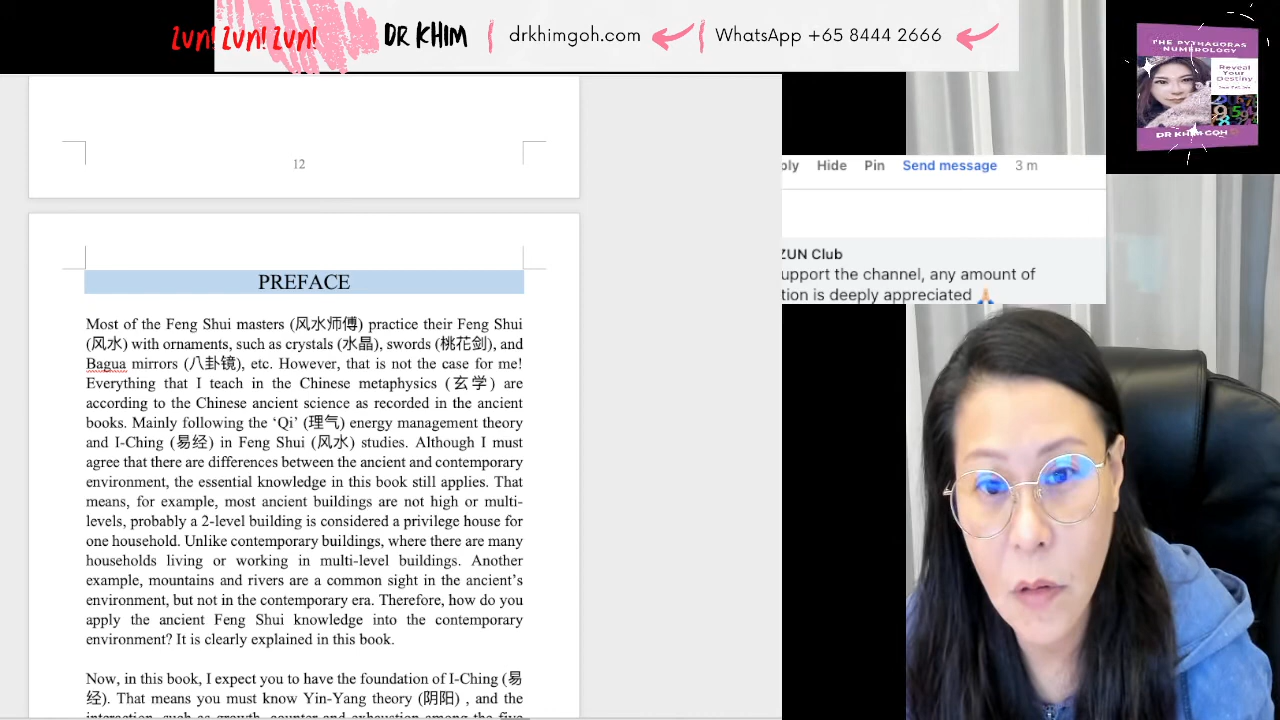 zun! zun! zun!
DR KHIM
drkhimgoh.com
WhatsApp +65 8444 2666
THE PYTHAGORAS
NUMEROLOGY
Reveal
Your
Destiny
DR KHIM GOH
ply Hide Pin Send message 3 m
ZUN Club
upport the channel, any amount of
tion is deeply appreciated 🙏
12
PREFACE
Most of the Feng Shui masters (风水师傅) practice their Feng Shui
(风水) with ornaments, such as crystals (水晶), swords (桃花剑), and
Bagua mirrors (八卦镜), etc. However, that is not the case for me!
Everything that I teach in the Chinese metaphysics (玄学) are
according to the Chinese ancient science as recorded in the ancient
books. Mainly following the ‘Qi’ (理气) energy management theory
and I-Ching (易经) in Feng Shui (风水) studies. Although I must
agree that there are differences between the ancient and contemporary
environment, the essential knowledge in this book still applies. That
means, for example, most ancient buildings are not high or multi-
levels, probably a 2-level building is considered a privilege house for
one household. Unlike contemporary buildings, where there are many
households living or working in multi-level buildings. Another
example, mountains and rivers are a common sight in the ancient’s
environment, but not in the contemporary era. Therefore, how do you
apply the ancient Feng Shui knowledge into the contemporary
environment? It is clearly explained in this book.
Now, in this book, I expect you to have the foundation of I-Ching (易
经). That means you must know Yin-Yang theory (阴阳) , and the
interaction, such as growth, counter and exhaustion among the five